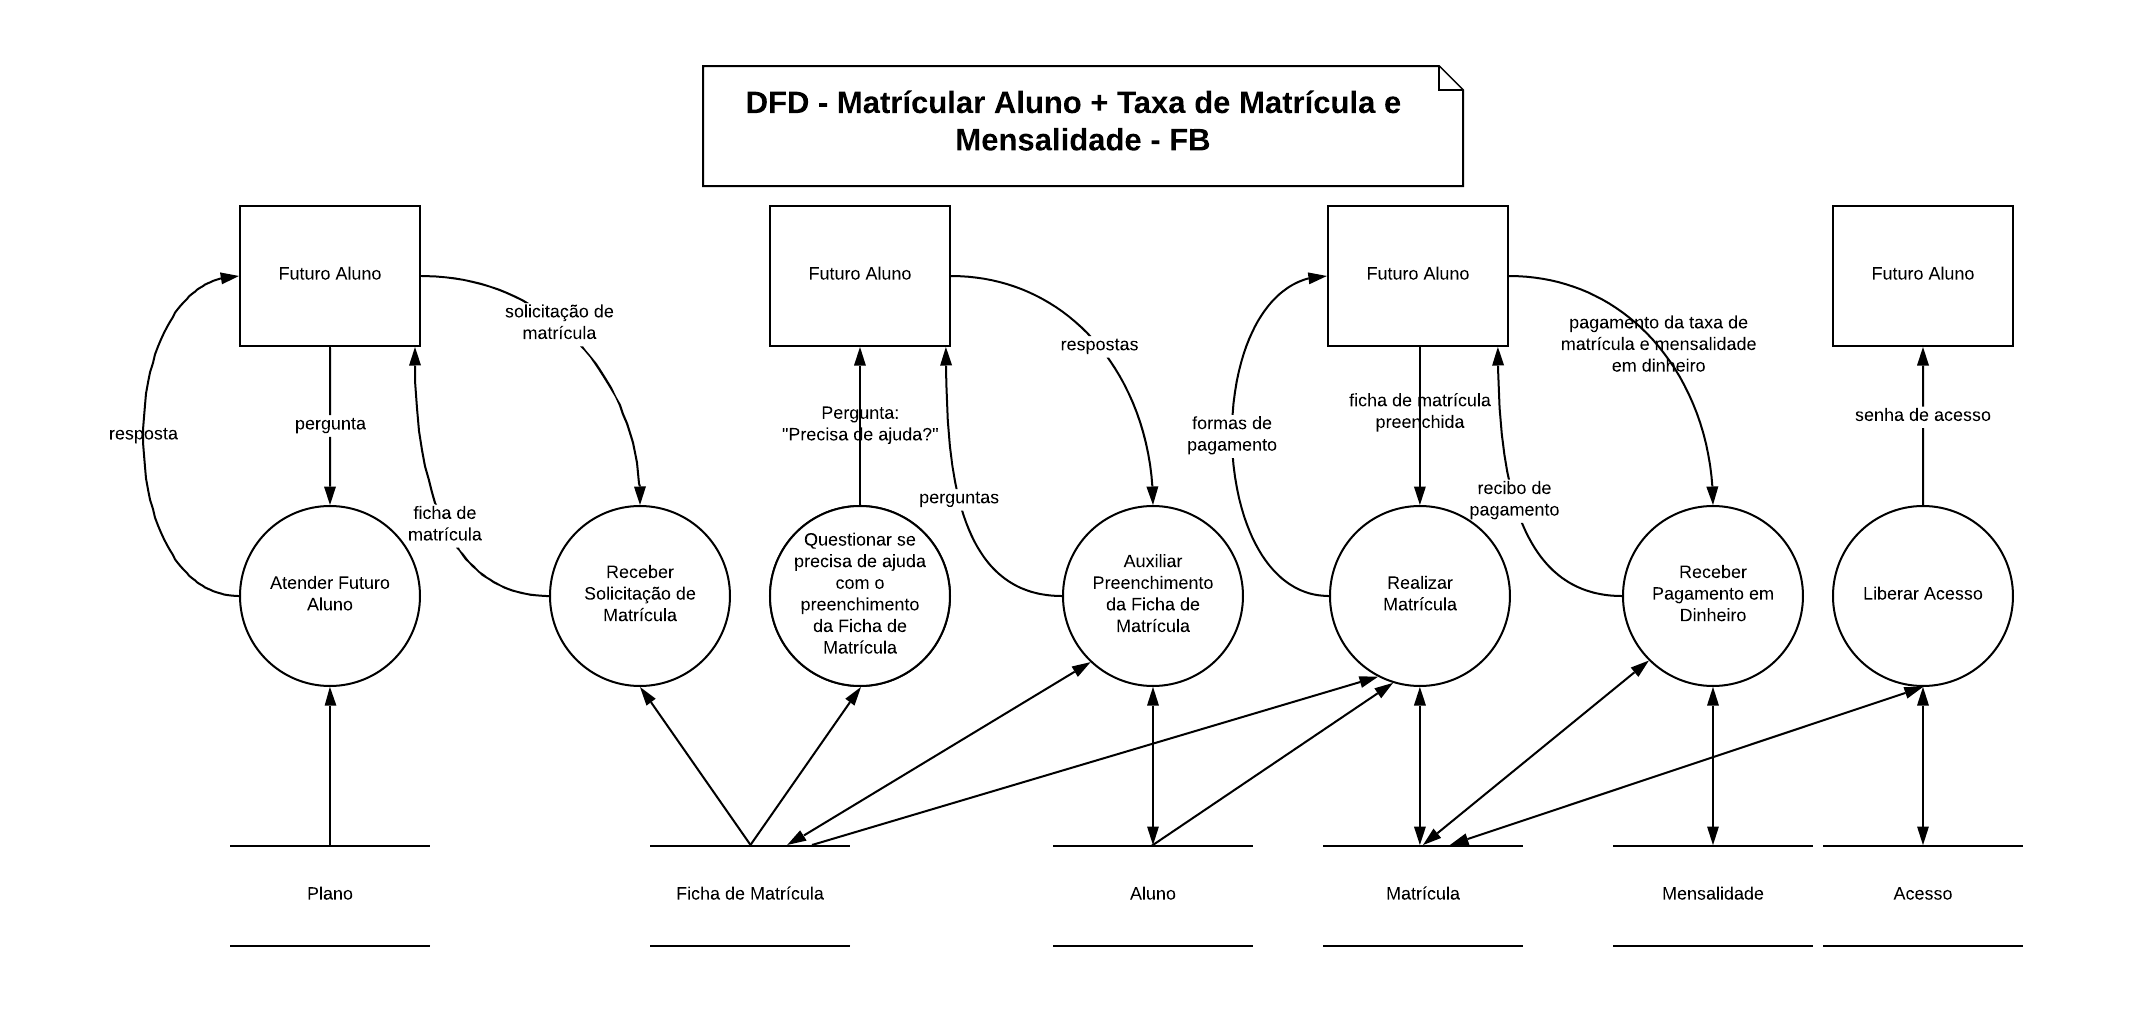 DFD - Matrícular Aluno + Taxa de Matrícula e
Mensalidade - FB
Futuro Aluno
Futuro Aluno
Futuro Aluno
Futuro Aluno
solicitação de
matrícula
respostas
pagamento da taxa de
matrícula e mensalidade
em dinheiro
resposta
pergunta
Pergunta:
"Precisa de ajuda?"
formas de
pagamento
ficha de matrícula
preenchida
senha de acesso
ficha de
matrícula
perguntas
recibo de
pagamento
Atender Futuro
Aluno
Receber
Solicitação de
Matrícula
Questionar se
precisa de ajuda
com o
preenchimento
da Ficha de
Matrícula
Auxiliar
Preenchimento
da Ficha de
Matrícula
Realizar
Matrícula
Receber
Pagamento em
Dinheiro
Liberar Acesso
Plano
Ficha de Matrícula
Aluno
Matrícula
Mensalidade
Acesso